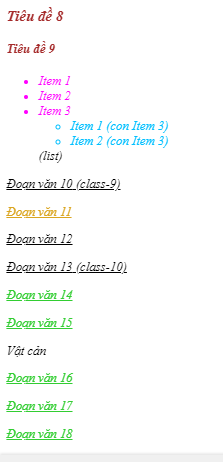 Tiêu đề 8
Tiêu đề 9
Item 1
Item 2
Item 3
Item 1 (con Item 3)
Item 2 (con Item 3)
(list)
Đoạn văn 10 (class-9)
Đoạn văn 11
Đoạn văn 12
Đoạn văn 13 (class-10)
Đoạn văn 14
Đoạn văn 15
Vật cản
Đoạn văn 16
Đoạn văn 17
Đoạn văn 18